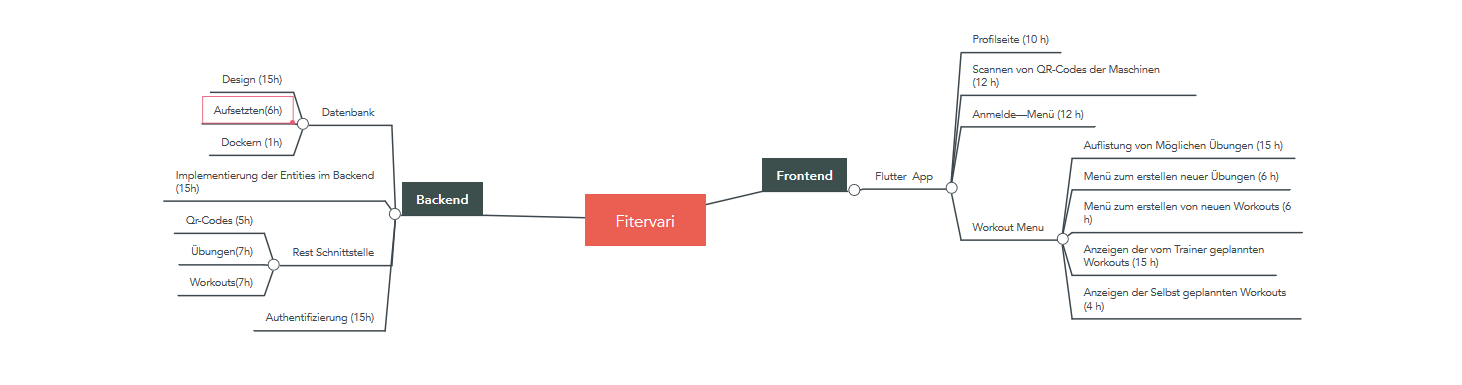 Fitervari
Backend
Datenbank
Design (15h)
Aufsetzten(6h)
Dockern (1h)
Implementierung der Entities im Backend
(15h)
Rest Schnittstelle
Qr-Codes (5h)
Übungen(7h)
Workouts(7h)
Authentifizierung (15h)
Frontend
Flutter App
Profilseite (10 h)
Scannen von QR-Codes der Maschinen
(12 h)
Anmelde—Menü (12 h)
Workout Menu
Auflistung von Möglichen Übungen (15 h)
Menü zum erstellen neuer Übungen (6 h)
Menü zum erstellen von neuen Workouts (6
h)
Anzeigen der vom Trainer geplannten
Workouts (15 h)
Anzeigen der Selbst geplannten Workouts
(4 h)